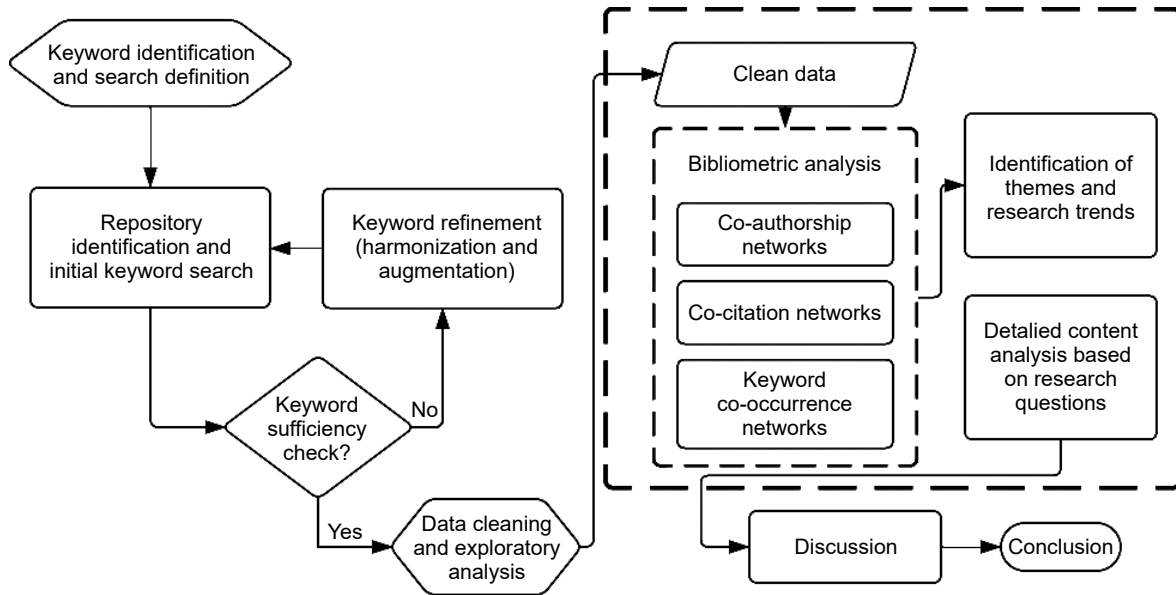 Keyword identification
and search definition
Repository
identification and
initial keyword search
Keyword refinement
(harmonization and
augmentation)
Keyword
sufficiency
check?
No
Yes
Data cleaning
and exploratory
analysis
Clean data
Bibliometric analysis
Co-authorship
networks
Co-citation networks
Keyword
co-occurrence
networks
Identification of
themes and
research trends
Detalied content
analysis based
on research
questions
Discussion
Conclusion